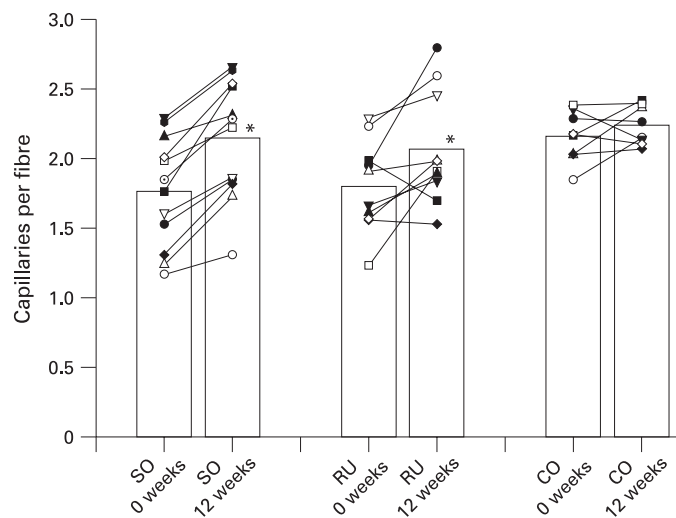 3.0
2.5
2.0
1.5
1.0
0.5
0
Capillaries per fibre
*
*
SO
0 weeks
SO
12 weeks
RU
0 weeks
RU
12 weeks
CO
0 weeks
CO
12 weeks